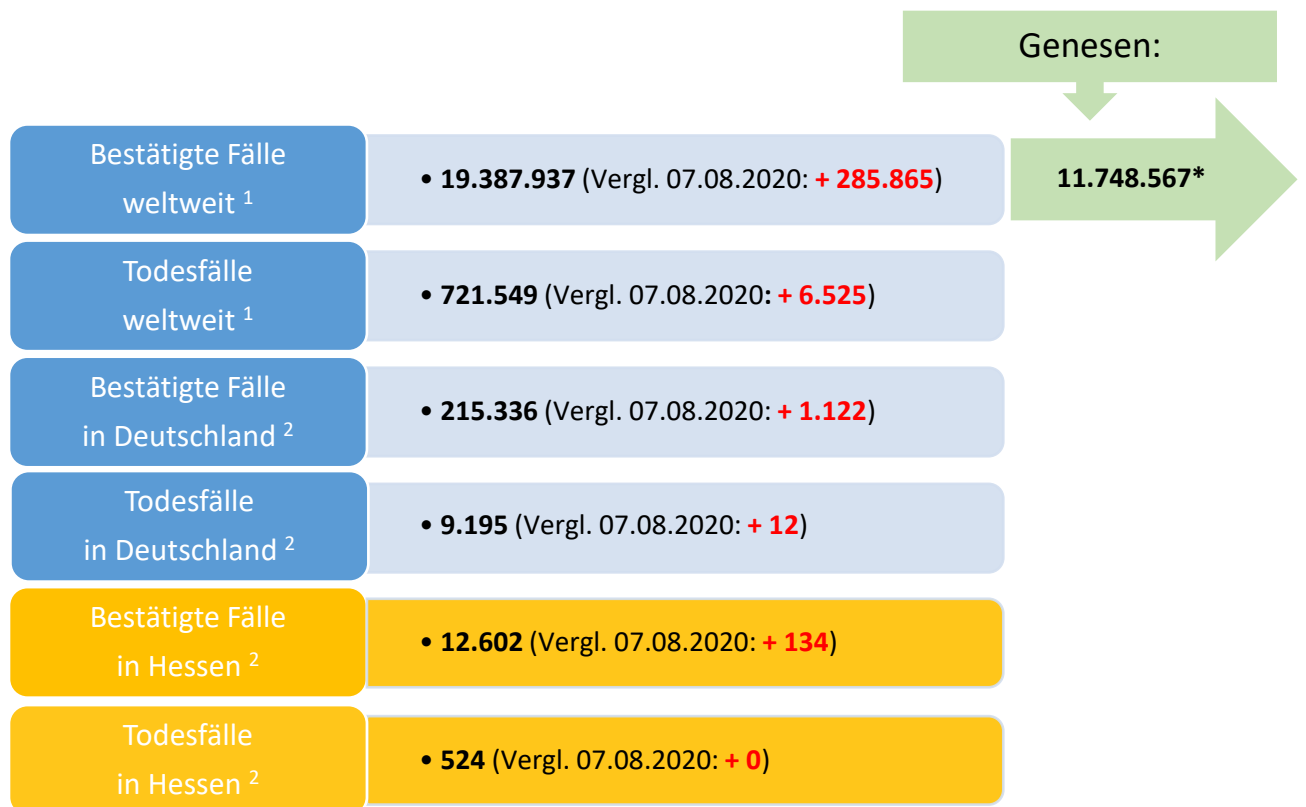 Genesen:
Bestätigte Fälle
weltweit ¹
• 19.387.937 (Vergl. 07.08.2020: + 285.865)
11.748.567*
Todesfälle
weltweit ¹
• 721.549 (Vergl. 07.08.2020: + 6.525)
Bestätigte Fälle
in Deutschland ²
• 215.336 (Vergl. 07.08.2020: + 1.122)
Todesfälle
in Deutschland ²
• 9.195 (Vergl. 07.08.2020: + 12)
Bestätigte Fälle
in Hessen ²
• 12.602 (Vergl. 07.08.2020: + 134)
Todesfälle
in Hessen ²
• 524 (Vergl. 07.08.2020: + 0)